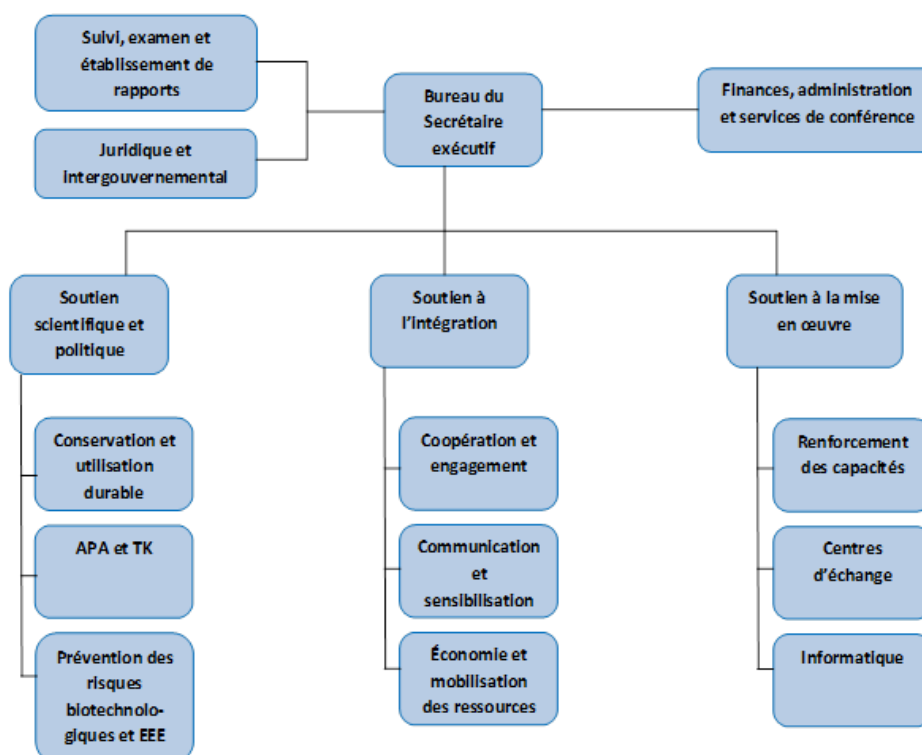 Suivi, examen et
établissement de
rapports
Juridique et
intergouvernemental
Bureau du
Secrétaire
exécutif
Finances, administration
et services de conférence
Soutien
scientifique et
politique
Conservation et
utilisation
durable
APA et TK
Prévention des
risques
biotechnolo-
giques et EEE
Soutien à
l'intégration
Coopération et
engagement
Communication
et
sensibilisation
Économie et
mobilisation
des ressources
Soutien à la mise
en œuvre
Renforcement
des capacités
Centres
d'échange
Informatique